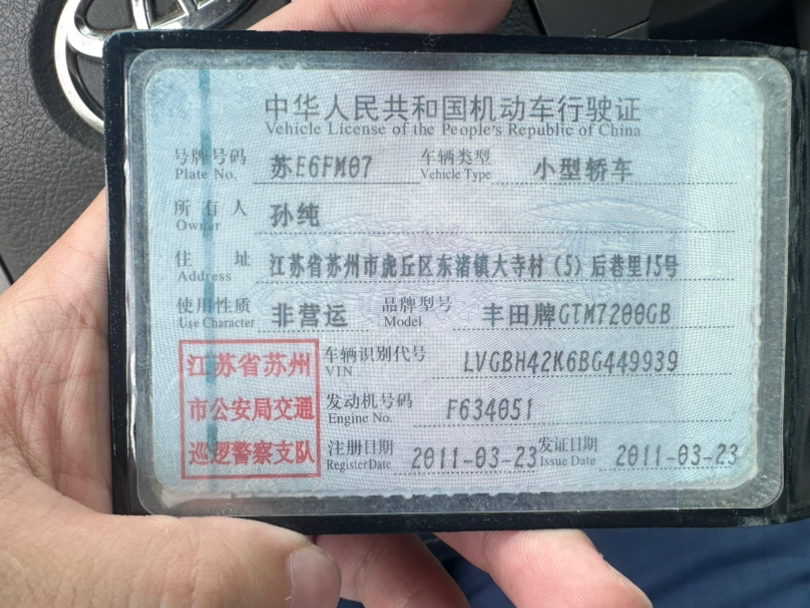 中华人民共和国机动车行驶证
Vehicle License of the People's Republic of China
号牌号码 苏E6FM07 车辆类型 小型轿车
Plate No. Vehicle Type
所有人 孙纯
Owner
住址 江苏省苏州市虎丘区东渚镇大寺村(5)后巷里15号
Address
使用性质 非营运 品牌型号 丰田牌GTM7200GB
Use Character Model
江苏省苏州 车辆识别代号 LVGBH42K6BG449939
VIN
市公安局交通 发动机号码 F634051
Engine No.
巡逻警察支队 注册日期 2011-03-23 发证日期 2011-03-23
Register Date Issue Date